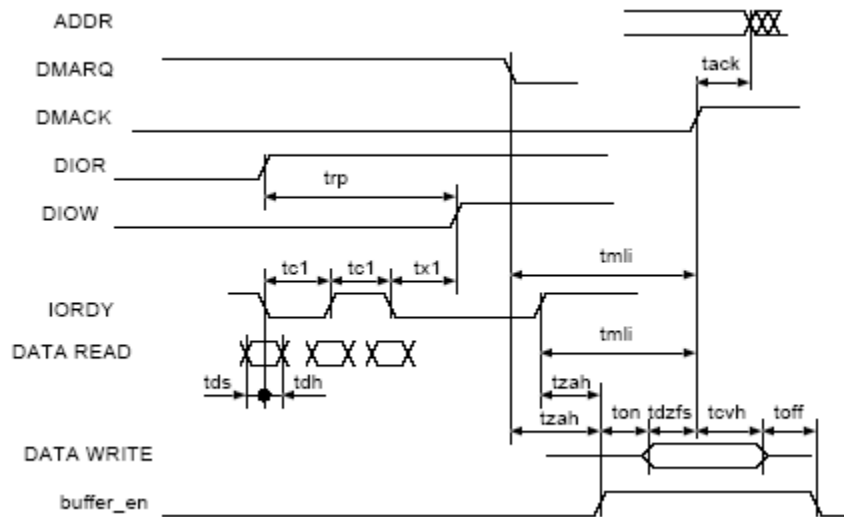 ADDR
DMARQ
tack
DMACK
DIOR
trp
DIOW
tc1 tc1 tx1 tmli
IORDY
DATA READ
tmli
tds tdh tzah
tzah ton tdzfs tcvh toff
DATA WRITE
buffer_en